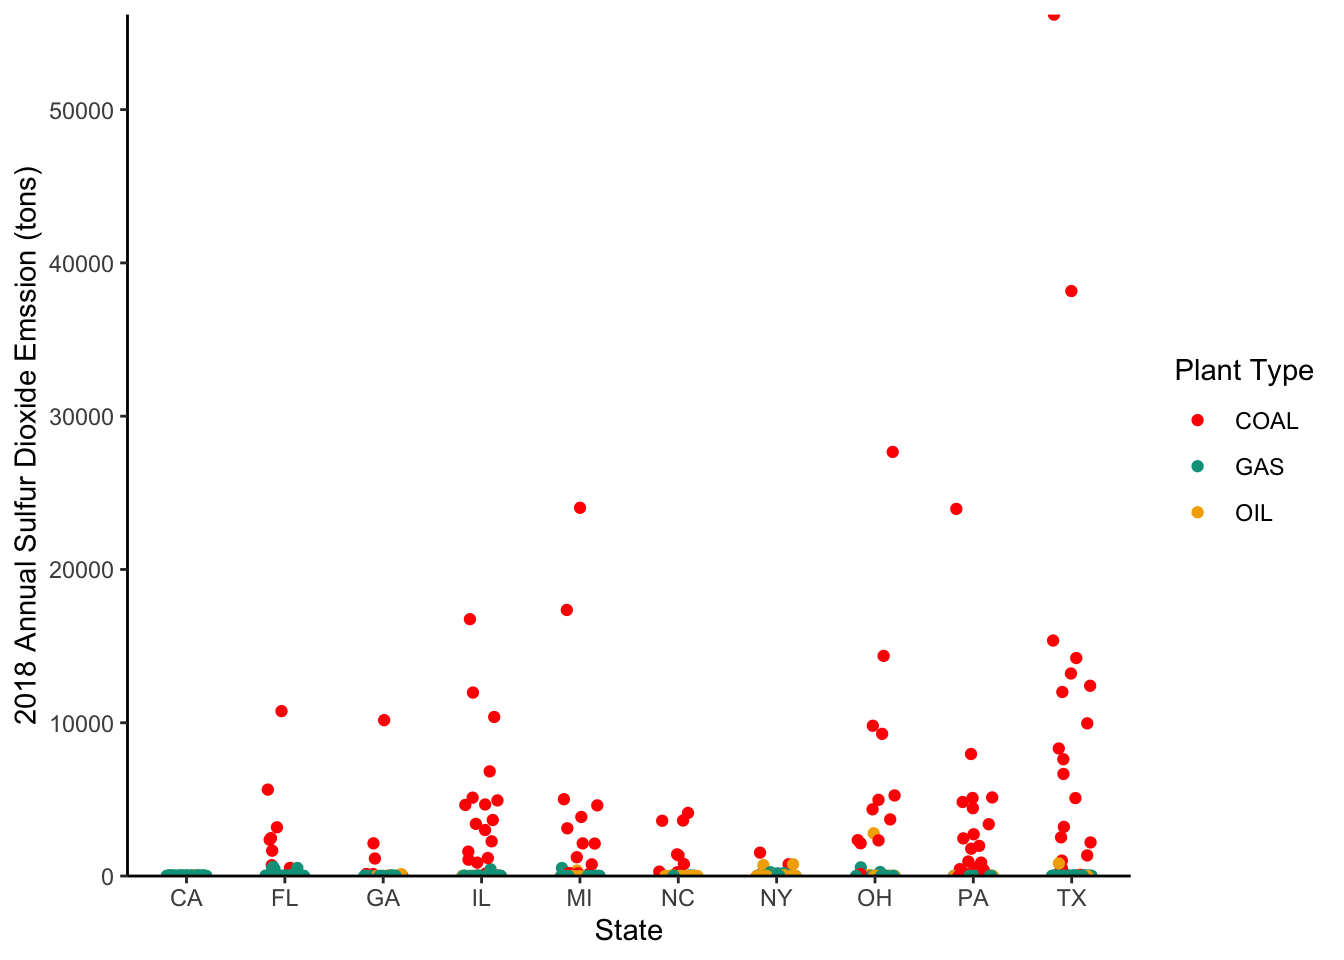 2018 Annual Sulfur Dioxide Emssion (tons)
50000
40000
30000
20000
10000
0
CA FL GA IL MI NC NY OH PA TX
State
Plant Type
COAL
GAS
OIL